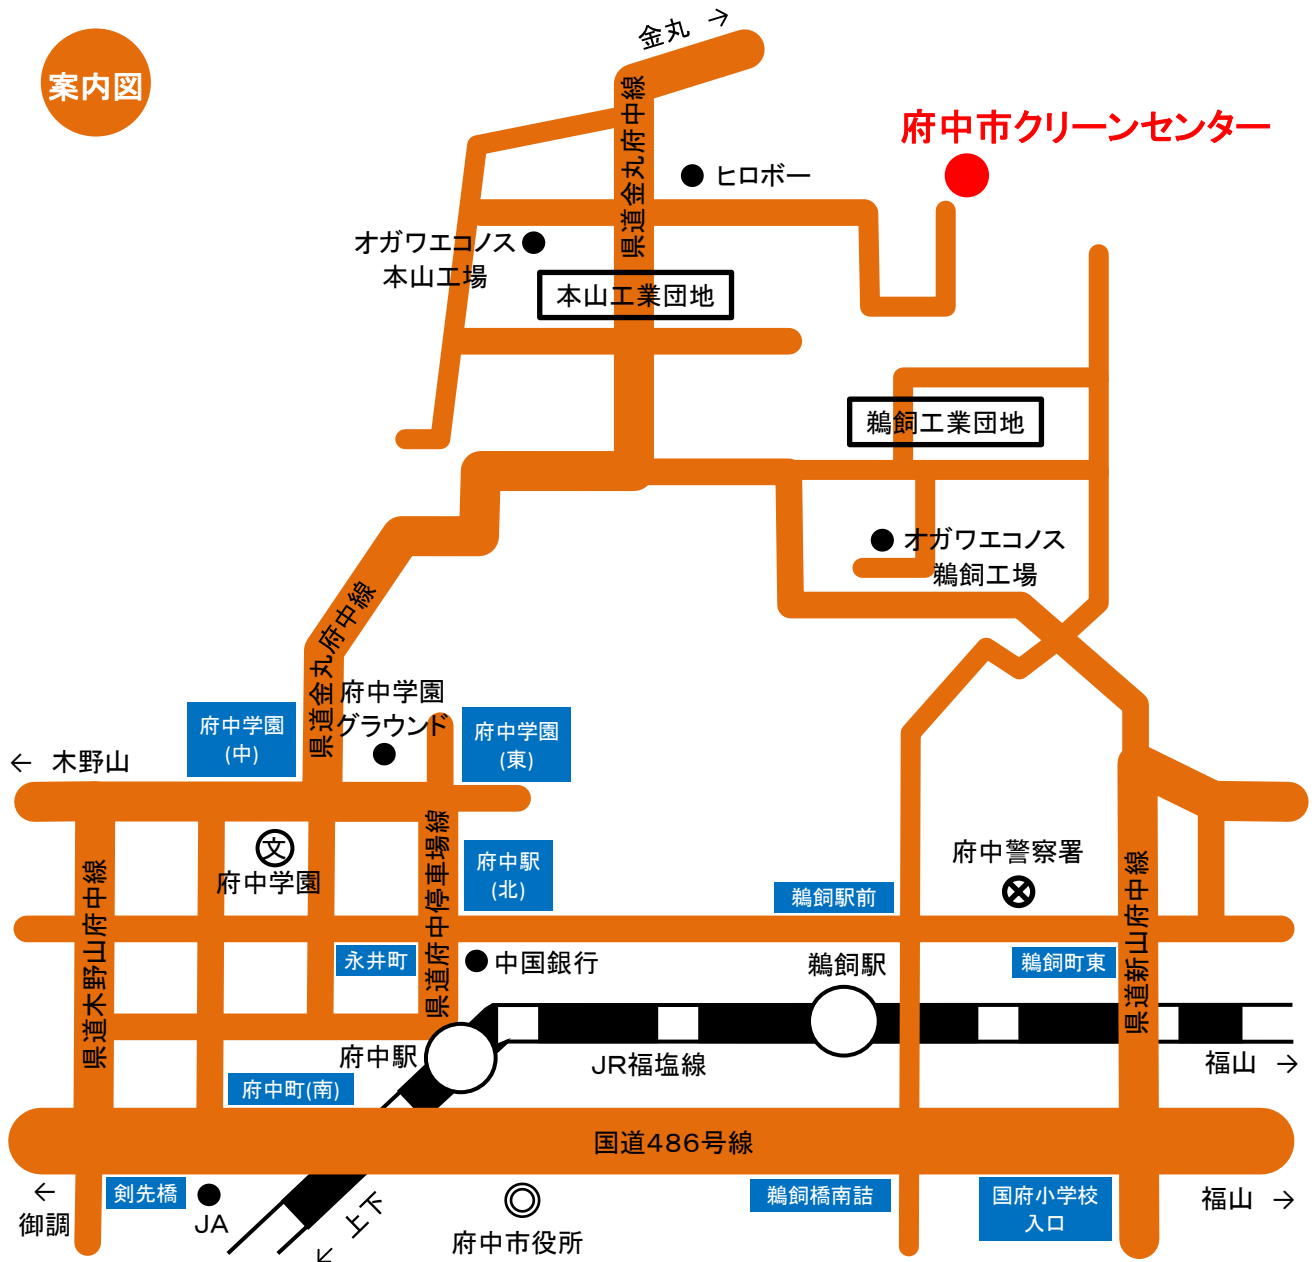 金丸 →
案内図
府中市クリーンセンター
県道金丸府中線
ヒロボー
オガワエコノス
本山工場
本山工業団地
鵜飼工業団地
オガワエコノス
鵜飼工場
県道金丸府中線
府中学園
グラウンド
府中学園
(中)
府中学園
(東)
← 木野山
県道木野山府中線
文
府中学園
県道府中停車場線
府中駅
(北)
府中警察署
鵜飼駅前
県道新山府中線
永井町
中国銀行
鵜飼駅
鵜飼町東
府中駅
JR福塩線
福山 →
府中町(南)
国道486号線
←
御調
剣先橋
JA
← 上下
府中市役所
鵜飼橋南詰
国府小学校
入口
福山 →